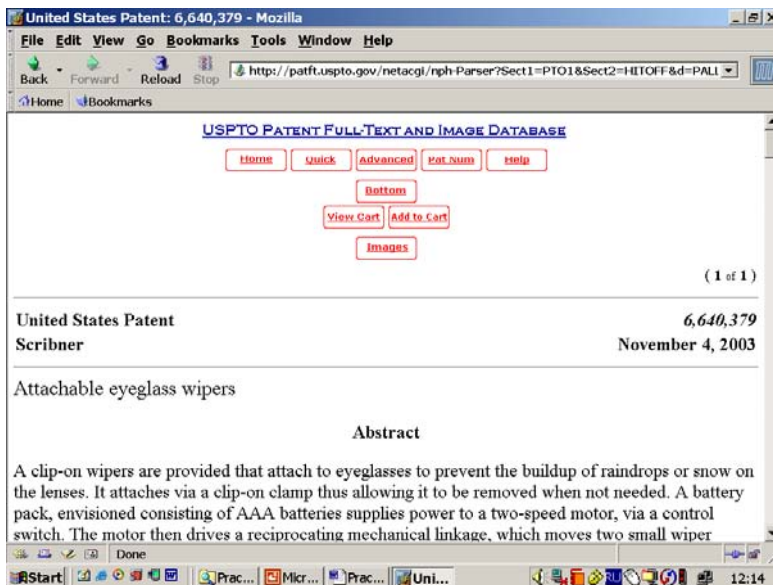 United States Patent: 6,640,379 - Mozilla
File Edit View Go Bookmarks Tools Window Help
Back Forward Reload Stop http://patft.uspto.gov/netacgi/nph-Parser?Sect1=PTO1&Sect2=HITOFF&d=PALI
Home Bookmarks
USPTO PATENT FULL-TEXT AND IMAGE DATABASE
Home Quick Advanced Pat Num Help
Bottom
View Cart Add to Cart
Images
( 1 of 1 )
United States Patent 6,640,379
Scribner November 4, 2003
Attachable eyeglass wipers
Abstract
A clip-on wipers are provided that attach to eyeglasses to prevent the buildup of raindrops or snow on
the lenses. It attaches via a clip-on clamp thus allowing it to be removed when not needed. A battery
pack, envisioned consisting of AAA batteries supplies power to a two-speed motor, via a control
switch. The motor then drives a reciprocating mechanical linkage, which moves two small wiper
Done
Start Prac... Micr... Prac... Uni... 12:14